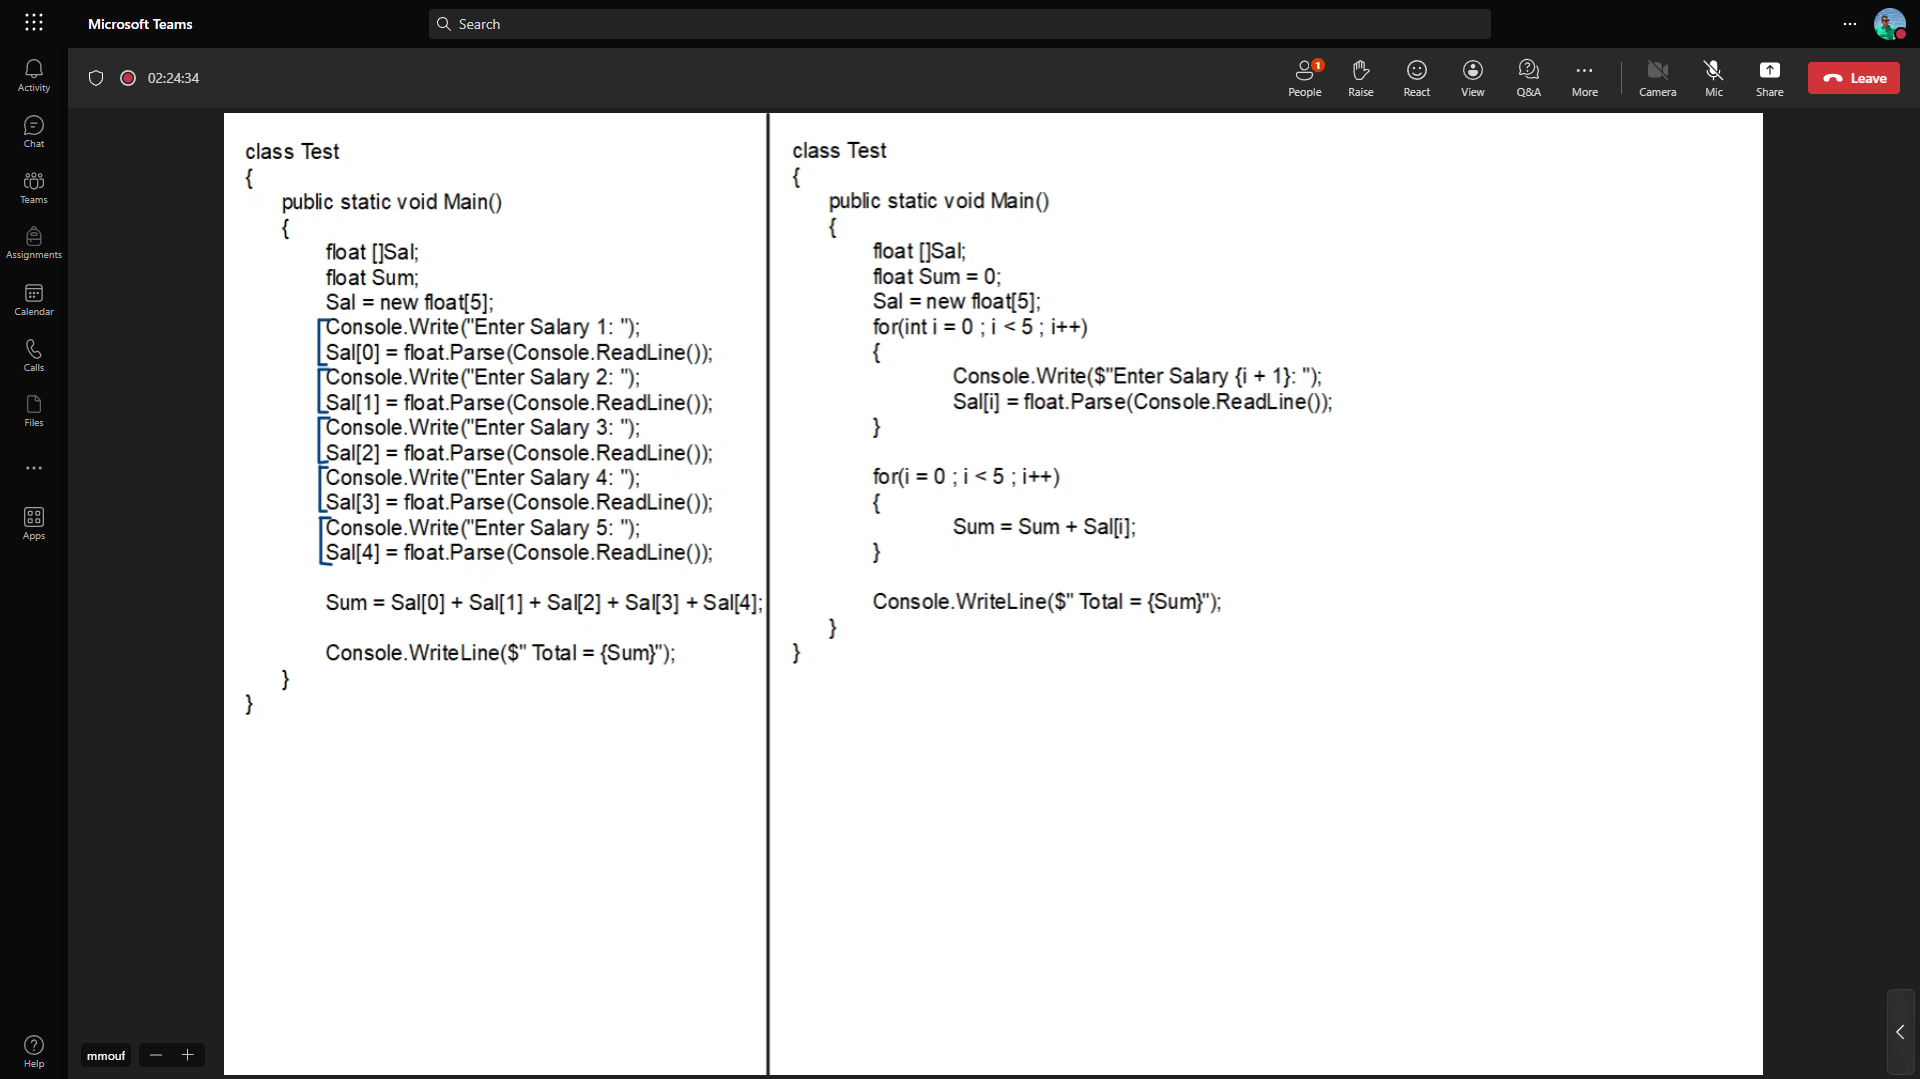 Microsoft Teams
Search
02:24:34
People
1
Raise
React
View
Q&A
More
Camera
Mic
Share
Leave
Activity
Chat
Teams
Assignments
Calendar
Calls
Files
Apps
Help
class Test
{
public static void Main()
{
float []Sal;
float Sum;
Sal = new float[5];
Console.Write("Enter Salary 1: ");
Sal[0] = float.Parse(Console.ReadLine());
Console.Write("Enter Salary 2: ");
Sal[1] = float.Parse(Console.ReadLine());
Console.Write("Enter Salary 3: ");
Sal[2] = float.Parse(Console.ReadLine());
Console.Write("Enter Salary 4: ");
Sal[3] = float.Parse(Console.ReadLine());
Console.Write("Enter Salary 5: ");
Sal[4] = float.Parse(Console.ReadLine());
Sum = Sal[0] + Sal[1] + Sal[2] + Sal[3] + Sal[4];
Console.WriteLine($" Total = {Sum}");
}
}
class Test
{
public static void Main()
{
float []Sal;
float Sum = 0;
Sal = new float[5];
for(int i = 0 ; i < 5 ; i++)
{
Console.Write($"Enter Salary {i + 1}: ");
Sal[i] = float.Parse(Console.ReadLine());
}
for(i = 0 ; i < 5 ; i++)
{
Sum = Sum + Sal[i];
}
Console.WriteLine($" Total = {Sum}");
}
}
mmouf